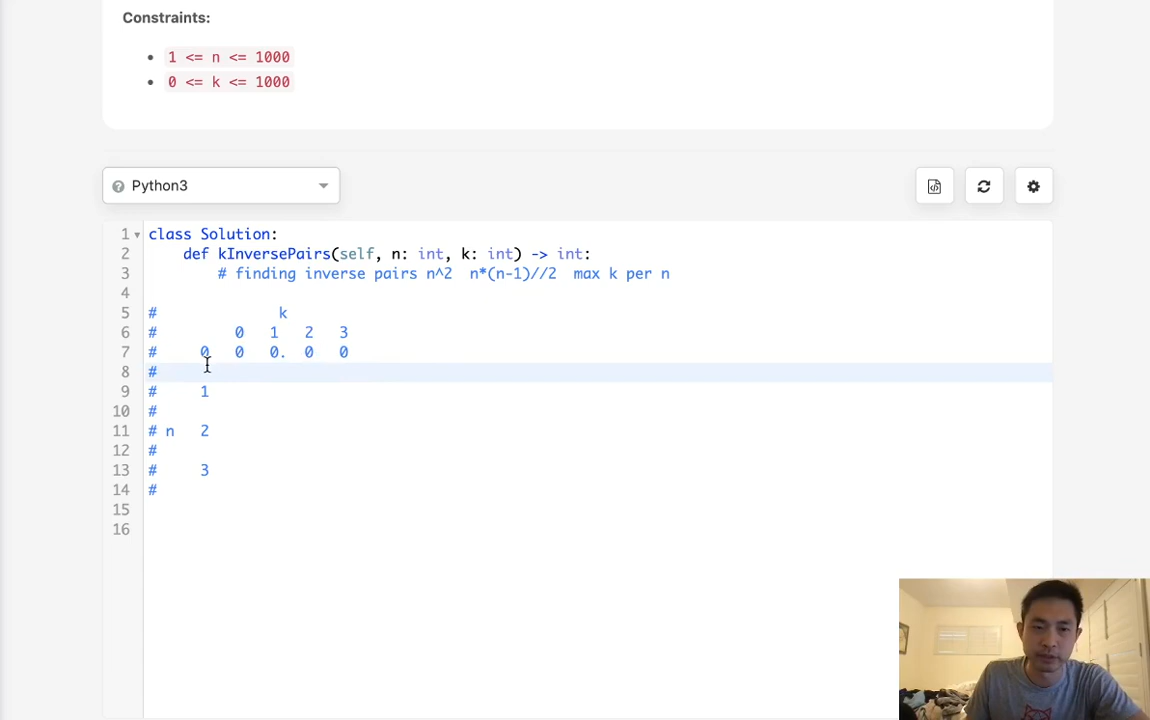 Constraints:
• 1 <= n <= 1000
• 0 <= k <= 1000
Python3
1 class Solution:
2 def kInversePairs(self, n: int, k: int) -> int:
3 # finding inverse pairs n^2 n*(n-1)//2 max k per n
4
5 # k
6 # 0 1 2 3
7 # 0 0 0. 0 0
8 #
9 # 1
10 #
11 # n 2
12 #
13 # 3
14 #
15
16